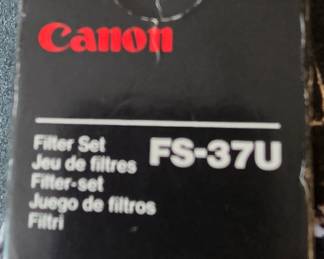 Canon
Filter Set
FS-37U
Jeu de filtres
Filter-set
Juego de filtros
Filtri